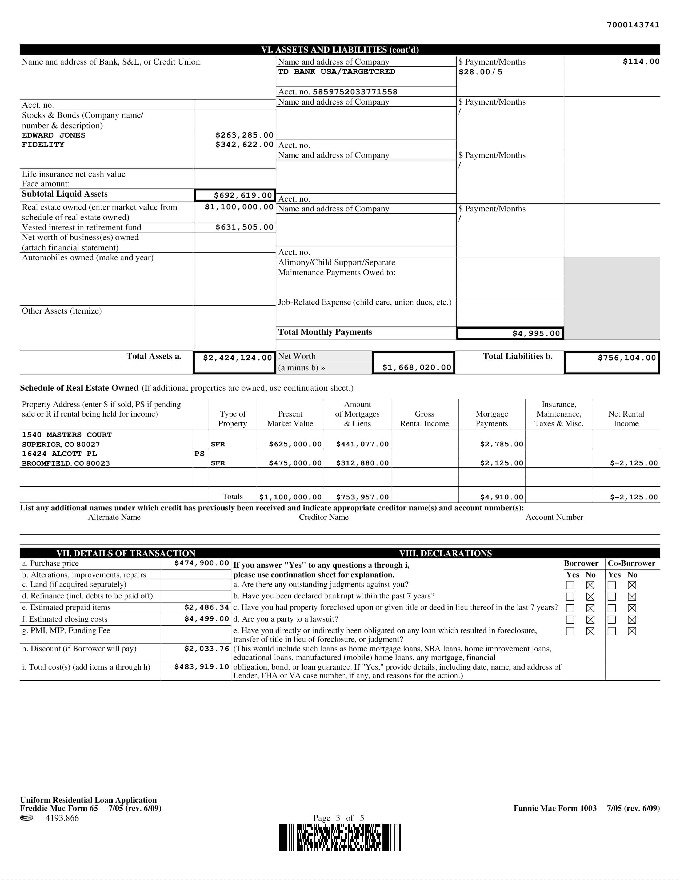 7000143741
VI. ASSETS AND LIABILITIES (cont'd)
Name and address of Bank, S&L, or Credit Union
Name and address of Company
$ Payment/Months
$114.00
TD BANK USA/TARGETCRED
$28.00/5
Acct. no. 5859752033771558
Acct. no.
Name and address of Company
$ Payment/Months
/
Stocks & Bonds (Company name/
number & description)
EDWARD JONES
$263,285.00
FIDELITY
$342,622.00
Acct. no.
Name and address of Company
$ Payment/Months
/
Life insurance net cash value
Face amount:
Subtotal Liquid Assets
$692,619.00
Acct. no.
Real estate owned (enter market value from
schedule of real estate owned)
$1,100,000.00
Name and address of Company
$ Payment/Months
/
Vested interest in retirement fund
$631,505.00
Net worth of business(es) owned
(attach financial statement)
Acct. no.
Automobiles owned (make and year)
Alimony/Child Support/Separate
Maintenance Payments Owed to:
Job-Related Expense (child care, union dues, etc.)
Other Assets (itemize)
Total Monthly Payments
$4,995.00
Total Assets a.
$2,424,124.00
Net Worth
(a minus b) »
$1,668,020.00
Total Liabilities b.
$756,104.00
Schedule of Real Estate Owned (If additional properties are owned, use continuation sheet.)
Property Address (enter S if sold, PS if pending
sale or R if rental being held for income)
Type of
Property
Present
Market Value
Amount
of Mortgages
& Liens
Gross
Rental Income
Mortgage
Payments
Insurance,
Maintenance,
Taxes & Misc.
Net Rental
Income
1540 MASTERS COURT
SUPERIOR, CO 80027
SFR
$625,000.00
$441,077.00
$2,785.00
16424 ALCOTT PL
PS
BROOMFIELD, CO 80023
SFR
$475,000.00
$312,880.00
$2,125.00
$-2,125.00
Totals
$1,100,000.00
$753,957.00
$4,910.00
$-2,125.00
List any additional names under which credit has previously been received and indicate appropriate creditor name(s) and account number(s):
Alternate Name
Creditor Name
Account Number
VII. DETAILS OF TRANSACTION
VIII. DECLARATIONS
a. Purchase price
$474,900.00
If you answer "Yes" to any questions a through i,
Borrower
Co-Borrower
b. Alterations, improvements, repairs
please use continuation sheet for explanation.
Yes No
Yes No
c. Land (if acquired separately)
a. Are there any outstanding judgments against you?
d. Refinance (incl. debts to be paid off)
b. Have you been declared bankrupt within the past 7 years?
e. Estimated prepaid items
$2,486.34
c. Have you had property foreclosed upon or given title or deed in lieu thereof in the last 7 years?
f. Estimated closing costs
$4,499.00
d. Are you a party to a lawsuit?
g. PMI, MIP, Funding Fee
e. Have you directly or indirectly been obligated on any loan which resulted in foreclosure,
transfer of title in lieu of foreclosure, or judgment?
h. Discount (if Borrower will pay)
$2,033.76
(This would include such loans as home mortgage loans, SBA loans, home improvement loans,
educational loans, manufactured (mobile) home loans, any mortgage, financial
i. Total cost(s) (add items a through h)
$483,919.10
obligation, bond, or loan guarantee. If "Yes," provide details, including date, name, and address of
Lender, FHA or VA case number, if any, and reasons for the action.)
Uniform Residential Loan Application
Freddie Mac Form 65 7/05 (rev. 6/09)
Fannie Mae Form 1003 7/05 (rev. 6/09)
4193.866
Page 3 of 5